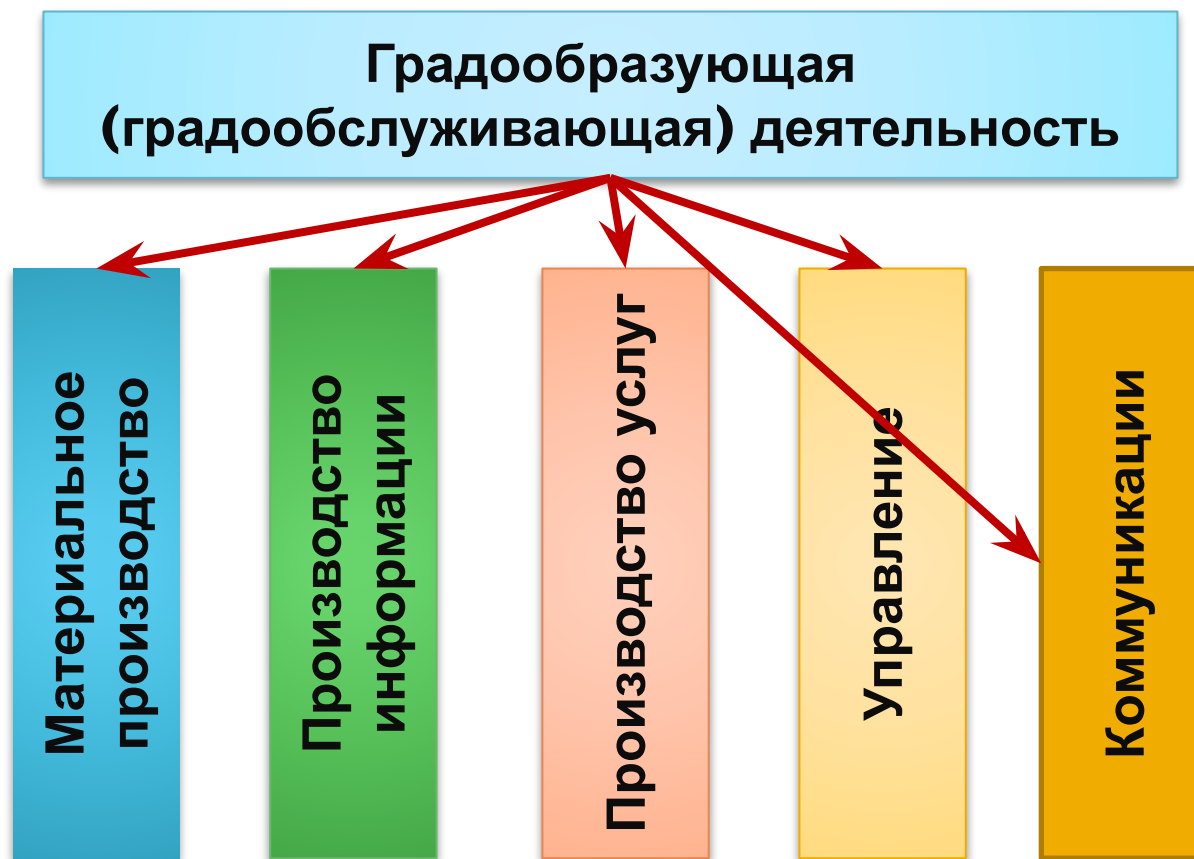 Градообразующая
(градообслуживающая) деятельность
Материальное
производство
Производство
информации
Производство услуг
Управление
Коммуникации